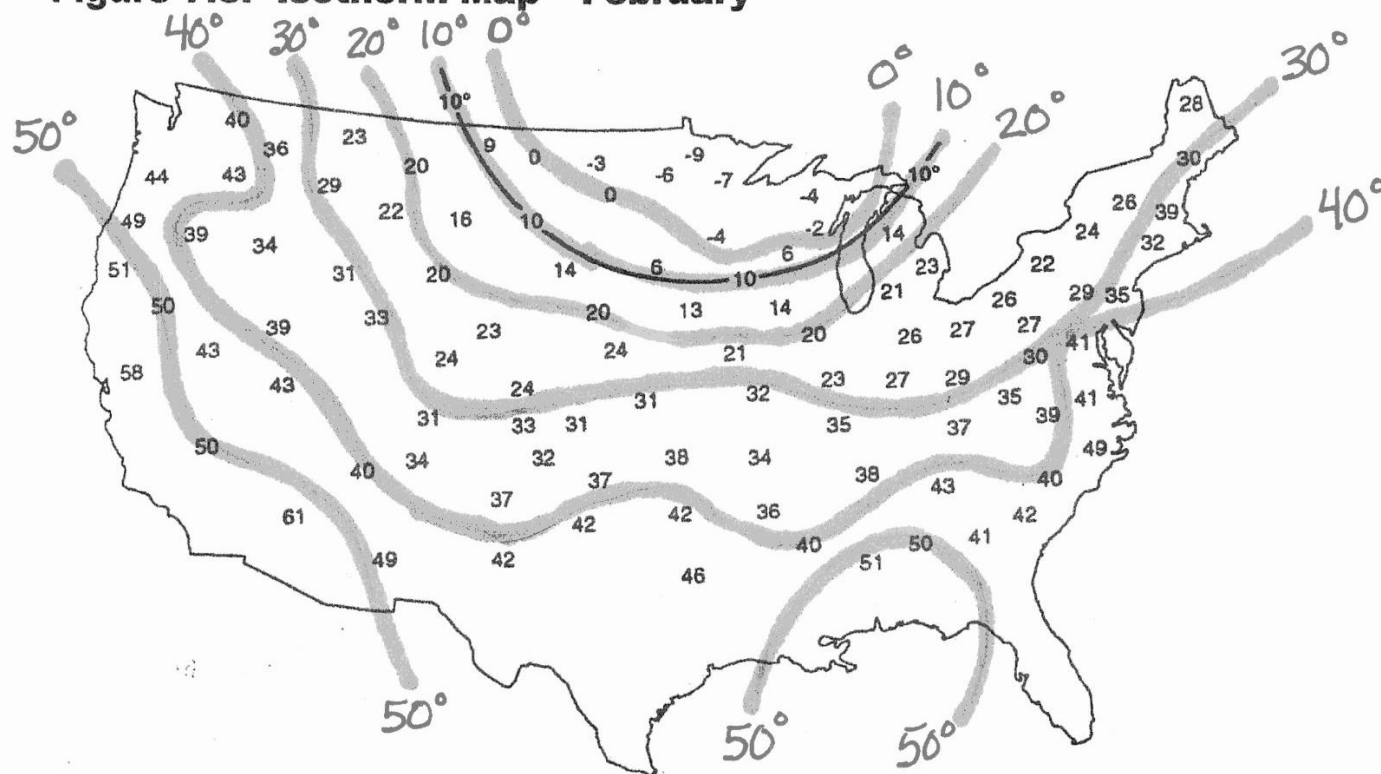 Figure Isotherm Map—February
40° 30° 20° 10° 0°
0° 10° 20° 30°
50°
40°
10°
28
40
36 23 9 0 -3 -9
44 43 29 20 0 -6 -7 -4 10° 30
49 39 34 22 16 10 -4 -2 14 24 26 39
32
51 31 20 14 6 10 6 23 22
50 39 33 23 20 13 14 20 21 26 29 35
43 24 24 21 26 27 27 41
58 43 24 31 32 23 27 29 30
31 33 31 35 37 35 39 41
50 40 34 32 38 34 38 43 40 49
61 37 37 42 42 36 42
49 42 46 40 51 50 41
50° 50° 50°